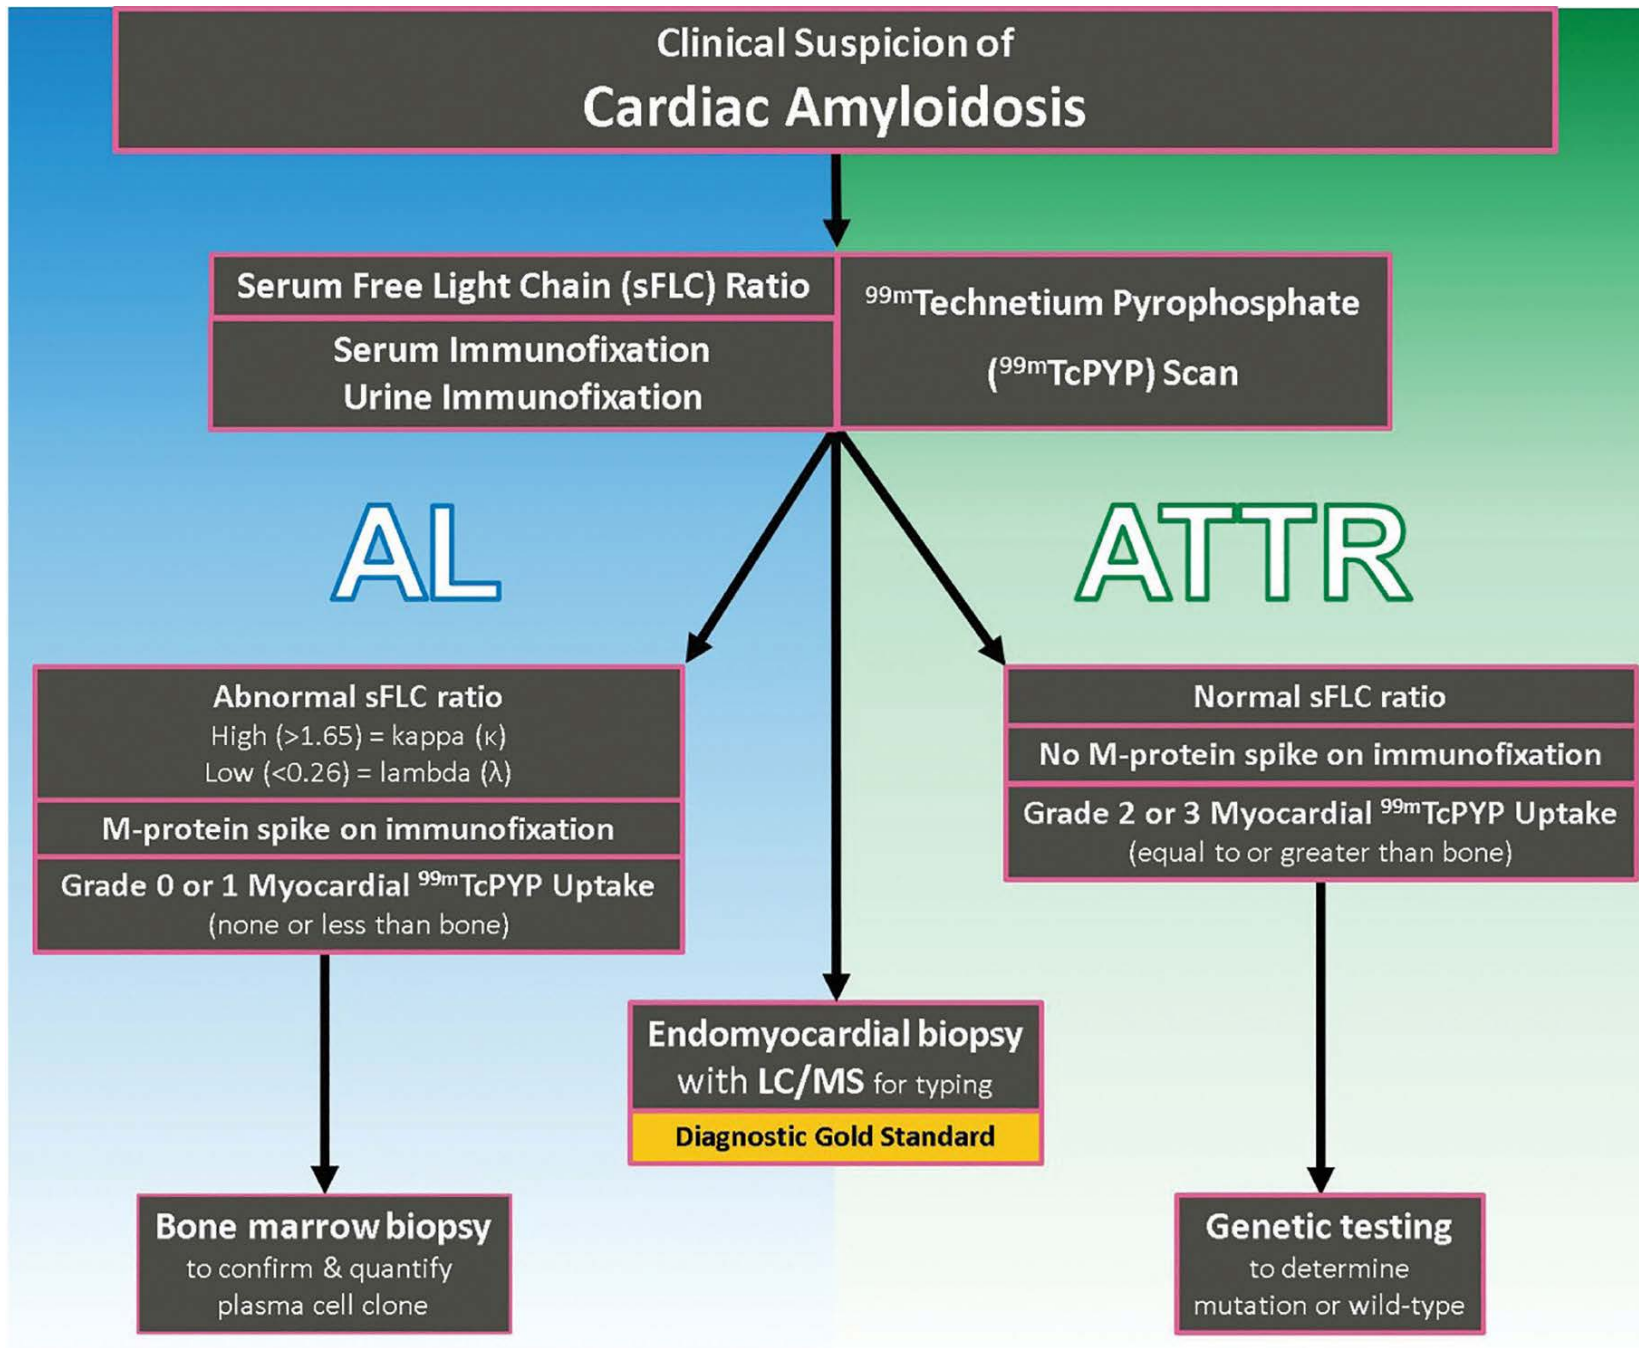 Clinical Suspicion of
Cardiac Amyloidosis
Serum Free Light Chain (sFLC) Ratio
Serum Immunofixation
Urine Immunofixation
⁹⁹ᵐTechnetium Pyrophosphate
(⁹⁹ᵐTcPYP) Scan
AL
ATTR
Abnormal sFLC ratio
High (>1.65) = kappa (κ)
Low (<0.26) = lambda (λ)
M-protein spike on immunofixation
Grade 0 or 1 Myocardial ⁹⁹ᵐTcPYP Uptake
(none or less than bone)
Normal sFLC ratio
No M-protein spike on immunofixation
Grade 2 or 3 Myocardial ⁹⁹ᵐTcPYP Uptake
(equal to or greater than bone)
Endomyocardial biopsy
with LC/MS for typing
Diagnostic Gold Standard
Bone marrow biopsy
to confirm & quantify
plasma cell clone
Genetic testing
to determine
mutation or wild-type